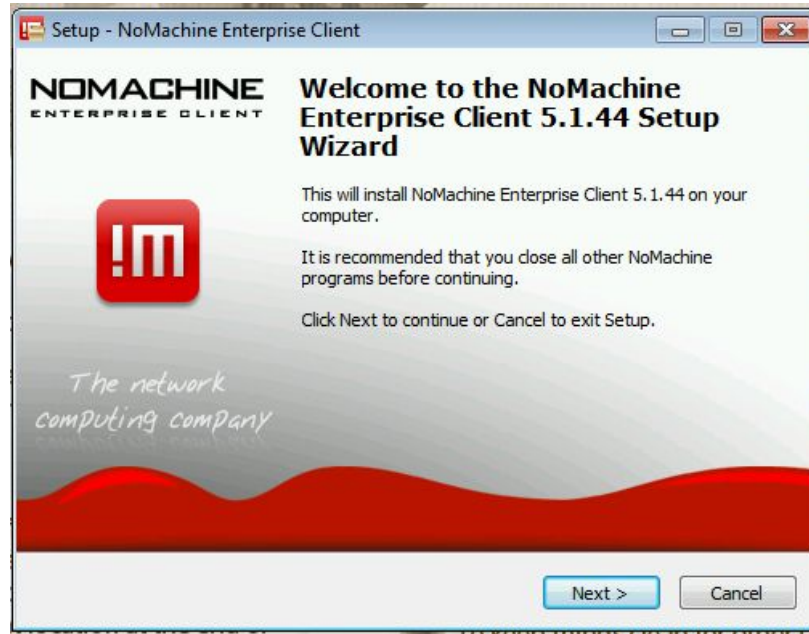 Setup - NoMachine Enterprise Client
NOMACHINE
ENTERPRISE CLIENT
Welcome to the NoMachine
Enterprise Client 5.1.44 Setup
Wizard
This will install NoMachine Enterprise Client 5.1.44 on your
computer.
It is recommended that you close all other NoMachine
programs before continuing.
Click Next to continue or Cancel to exit Setup.
!m
The network
computing company
Next >
Cancel